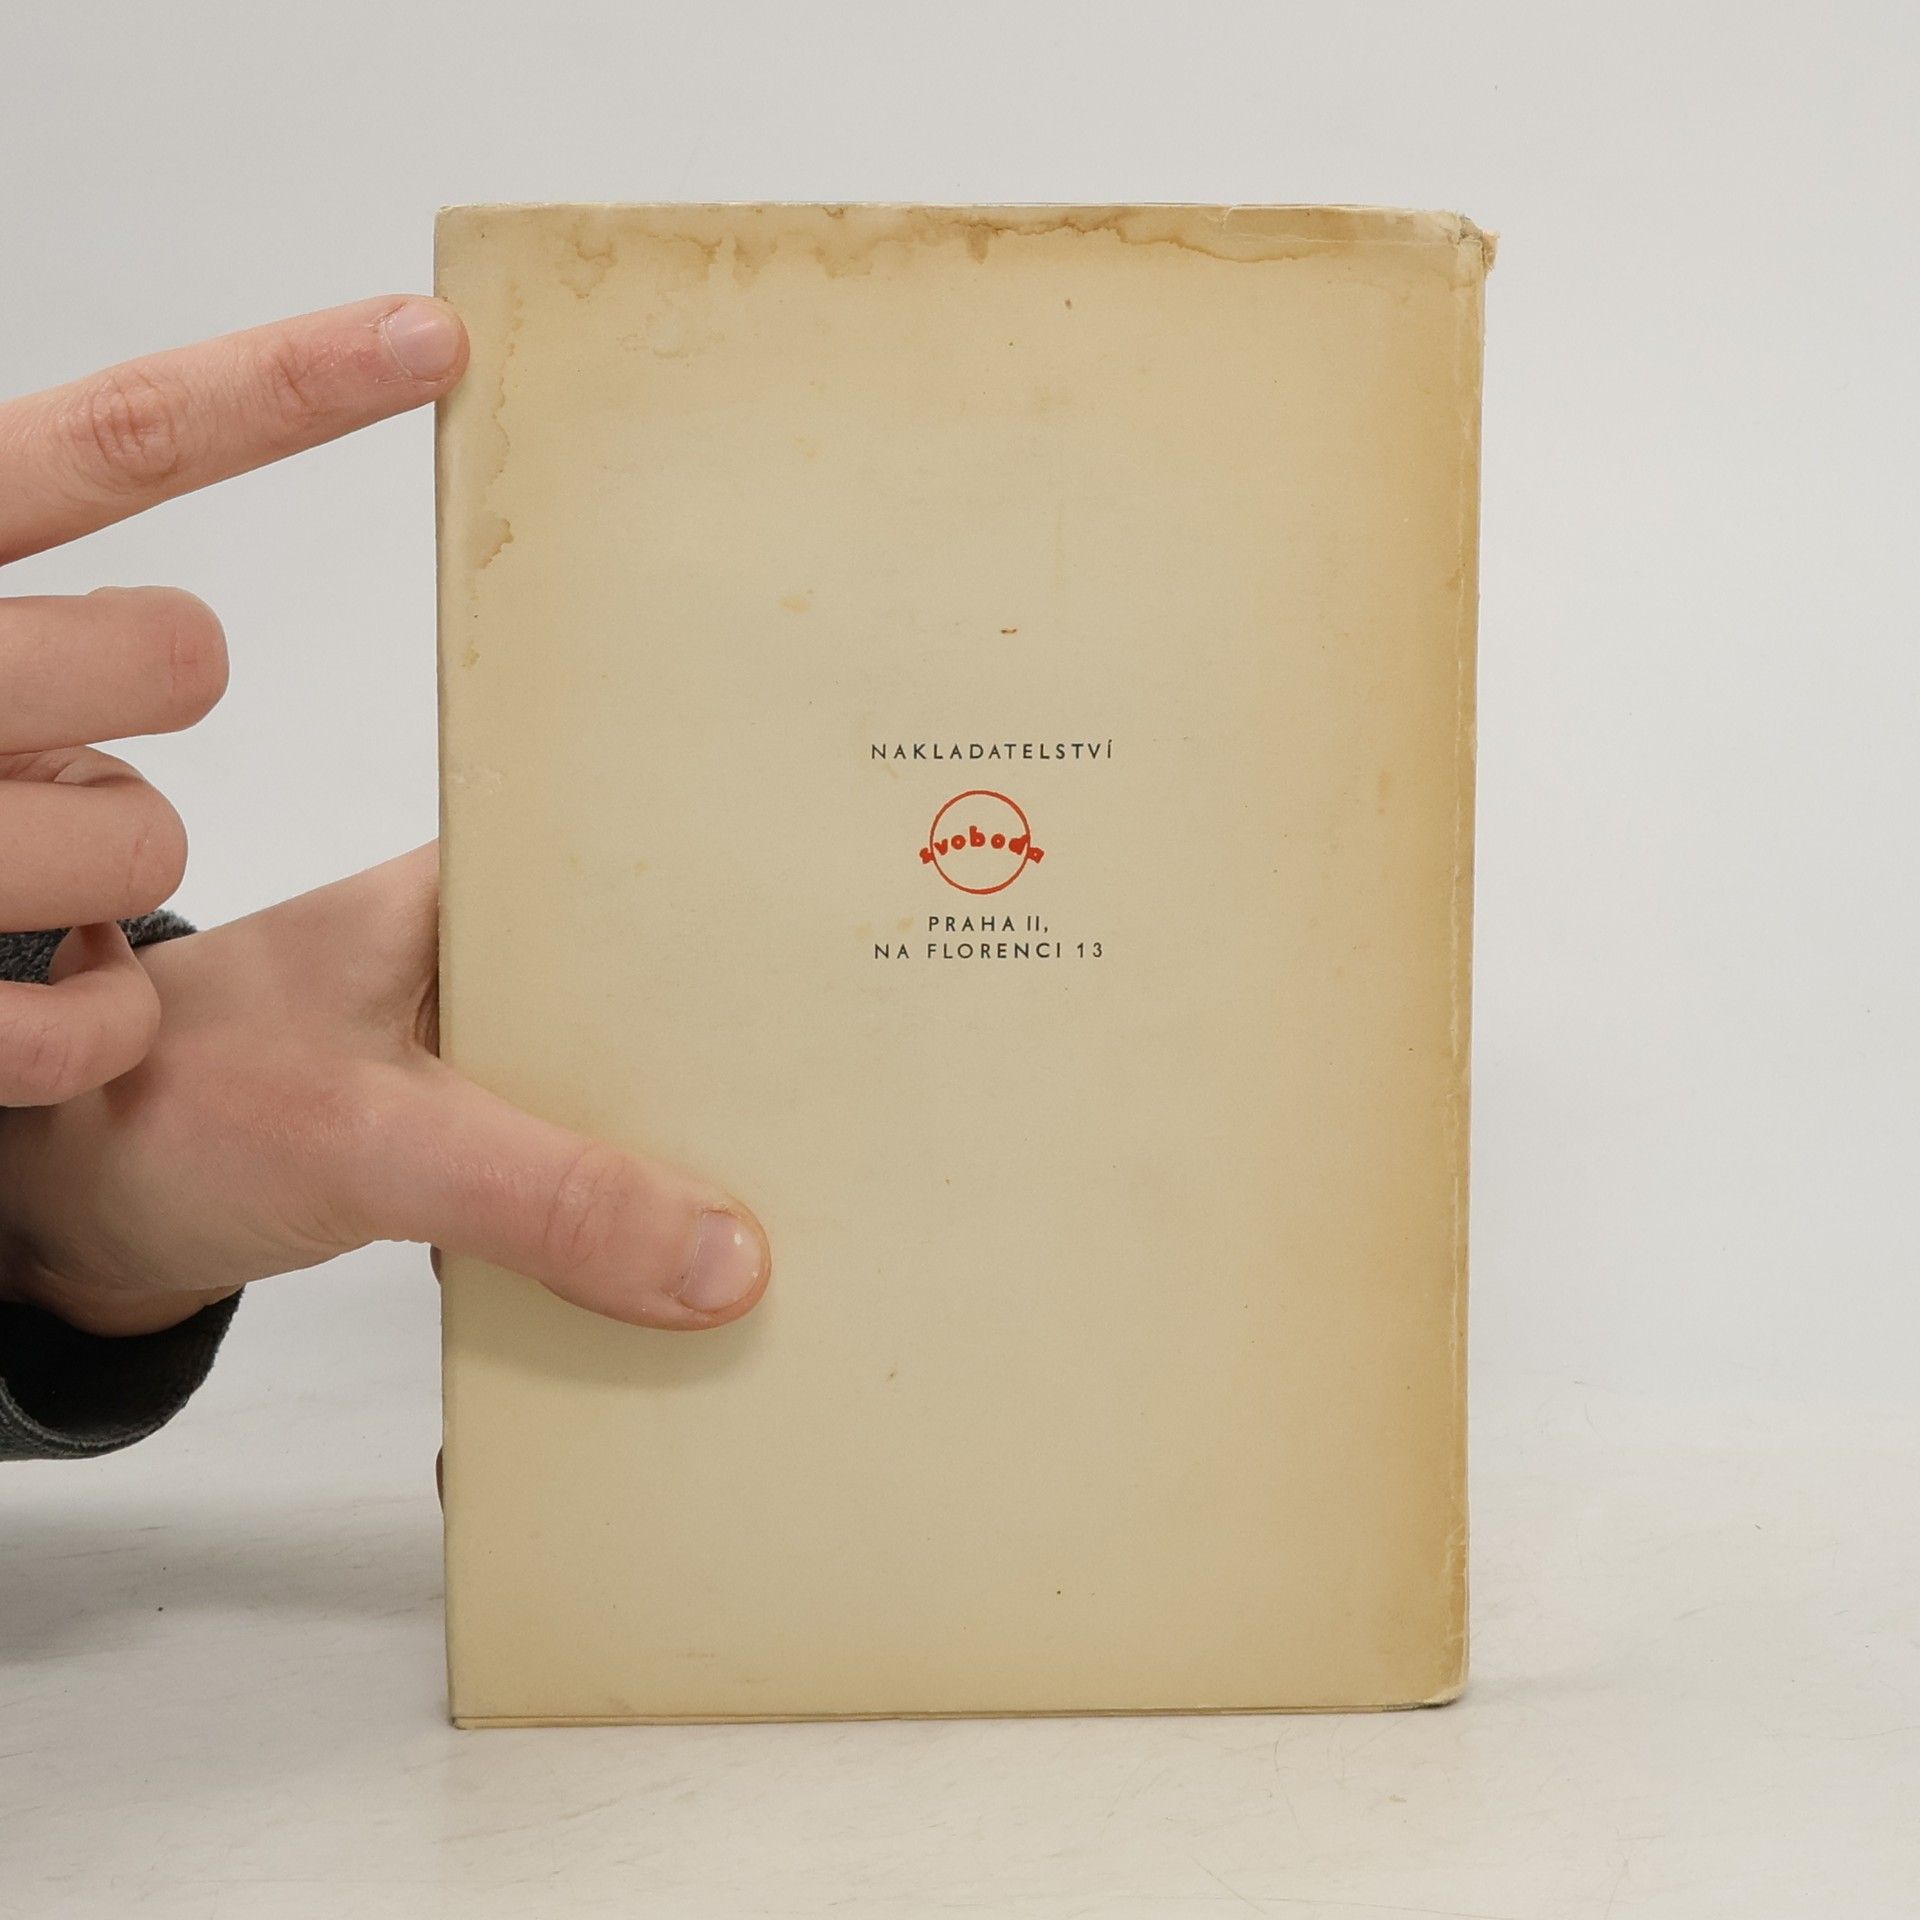 NAKLADATELSTVÍ
svoboda
PRAHA II,
NA FLORENCI 13